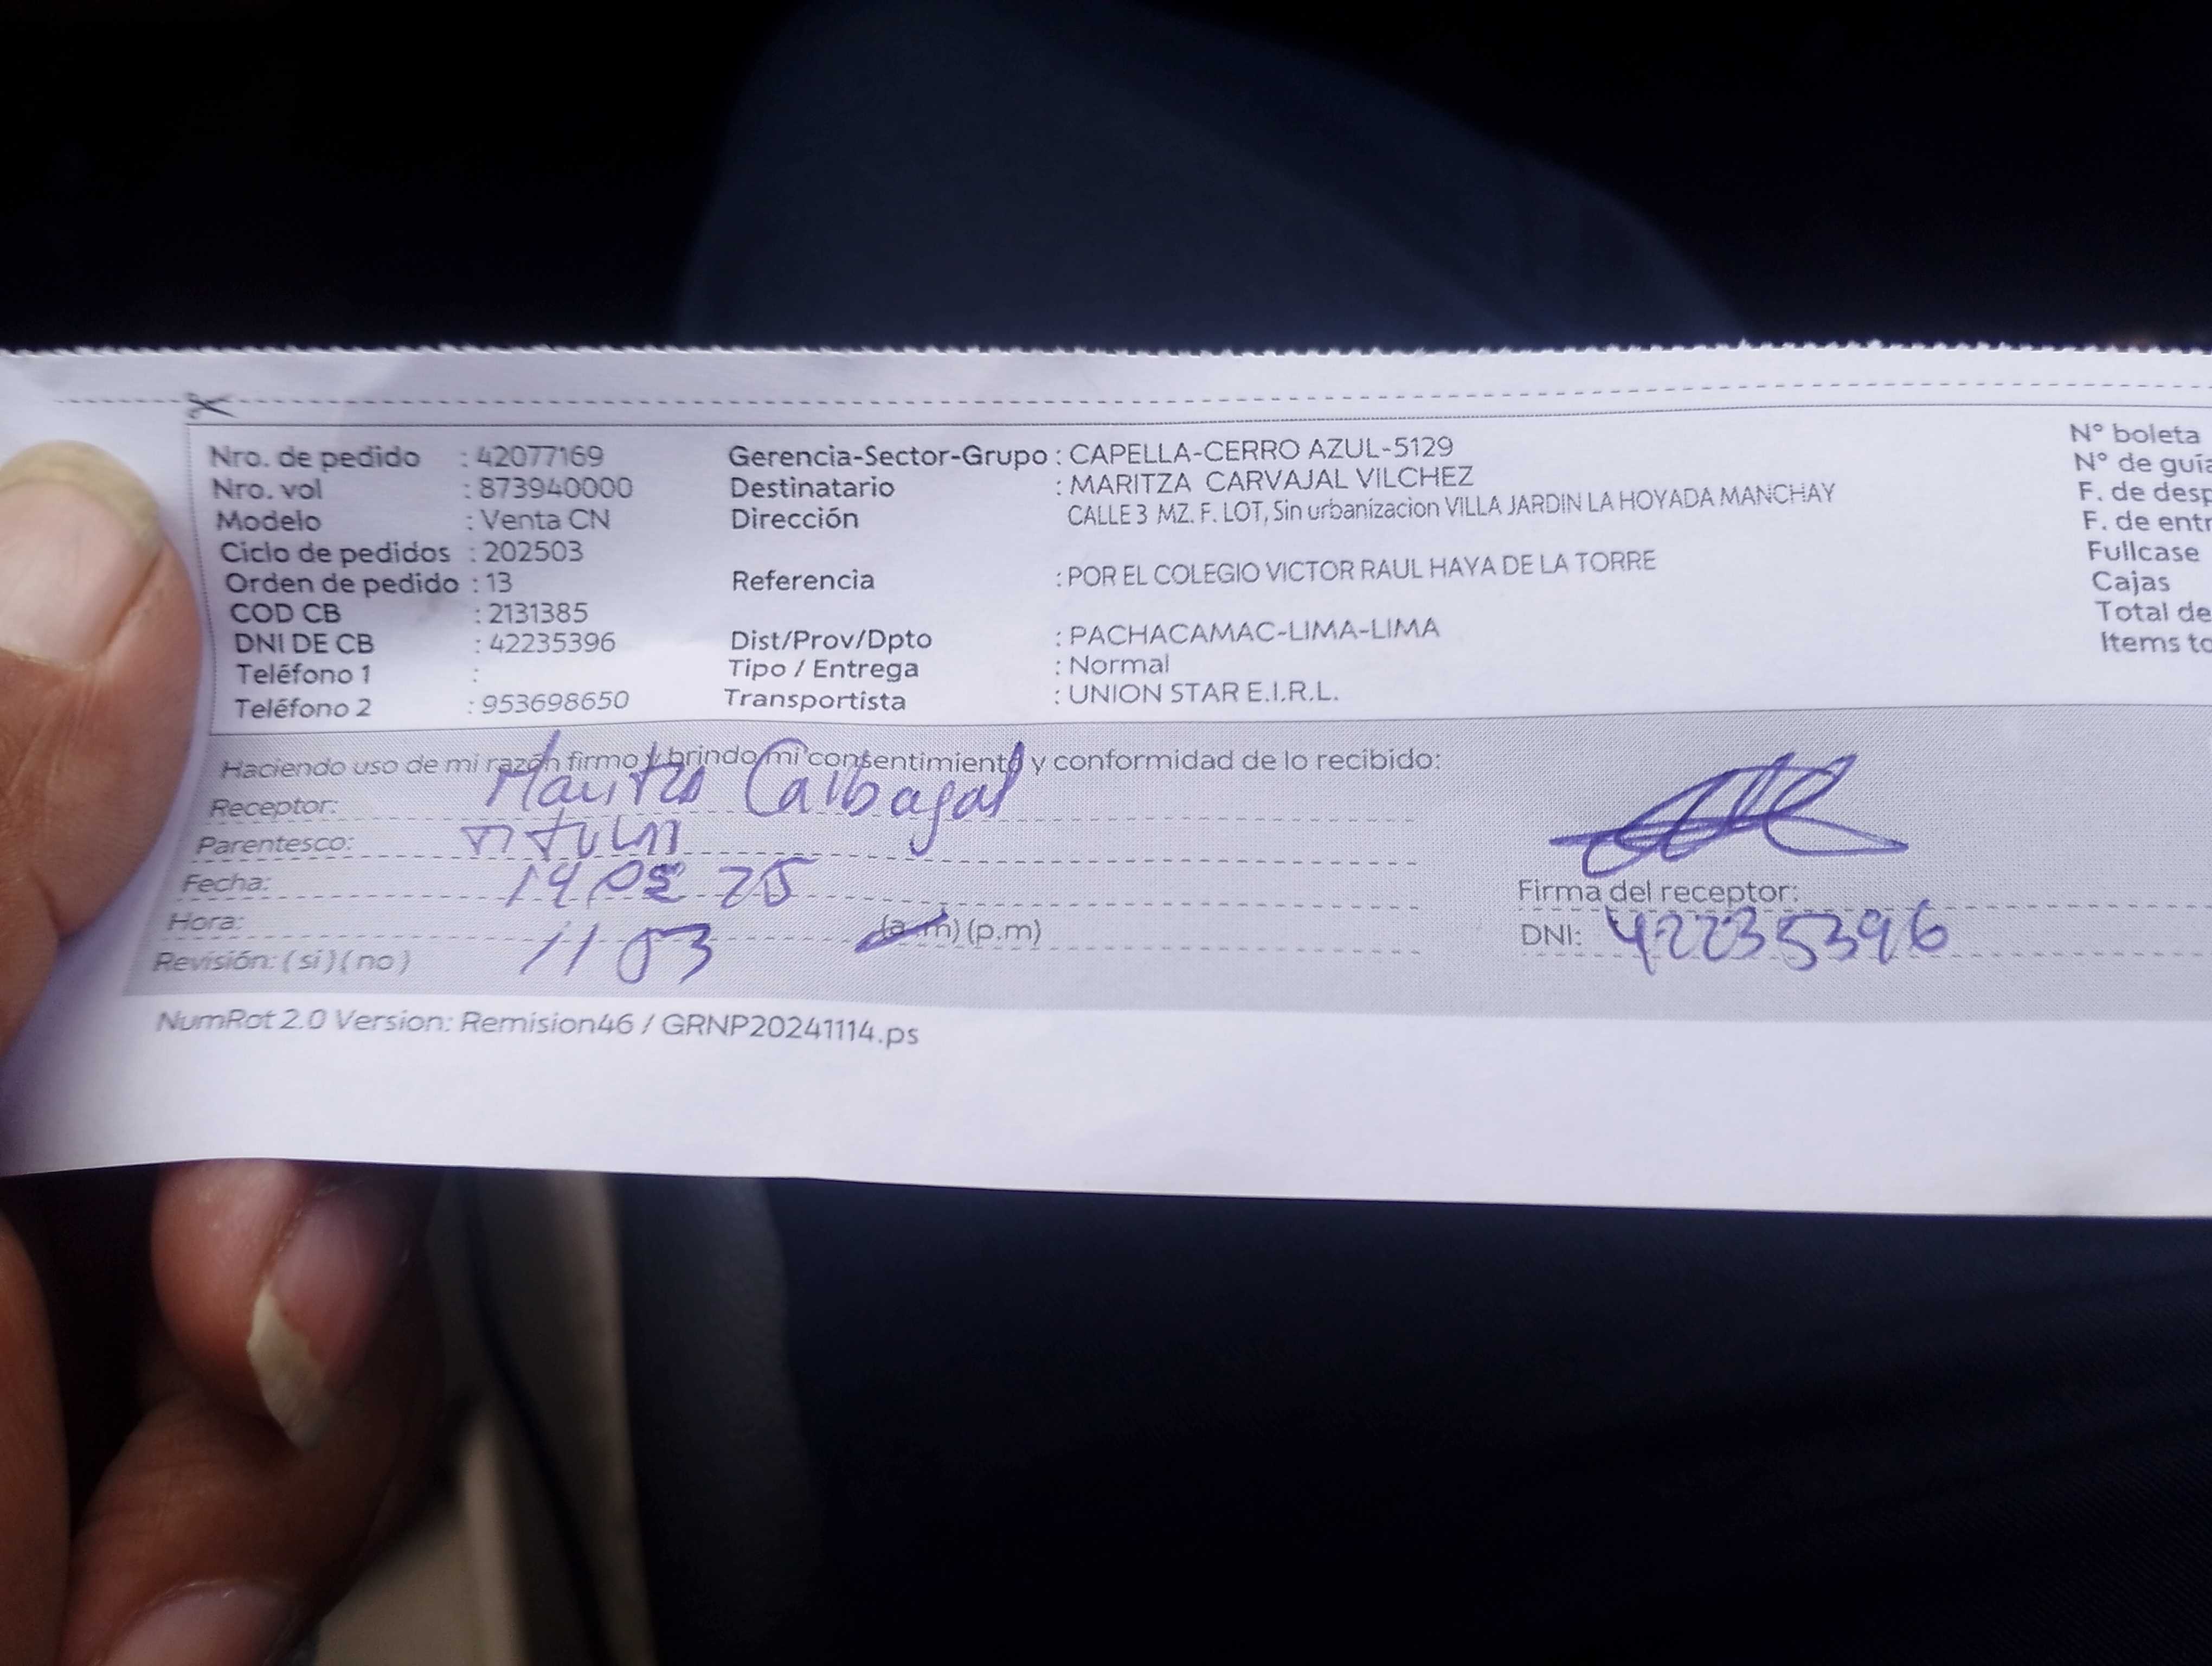 Nro. de pedido : 42077169 Gerencia-Sector-Grupo : CAPELLA-CERRO AZUL-5129 N° boleta
Nro. vol : 873940000 Destinatario : MARITZA CARVAJAL VILCHEZ N° de guía
Modelo : Venta CN Dirección CALLE 3 MZ. F. LOT, Sin urbanizacion VILLA JARDIN LA HOYADA MANCHAY F. de desp
Ciclo de pedidos : 202503 F. de entr
Orden de pedido : 13 Referencia : POR EL COLEGIO VICTOR RAUL HAYA DE LA TORRE Fullcase
COD CB : 2131385 Cajas
DNI DE CB : 42235396 Dist/Prov/Dpto : PACHACAMAC-LIMA-LIMA Total de
Teléfono 1 : Tipo / Entrega : Normal Items to
Teléfono 2 : 953698650 Transportista : UNION STAR E.I.R.L.
Haciendo uso de mi razón firmo y brindo mi consentimiento y conformidad de lo recibido:
Receptor: Maritza Calbajal
Parentesco:
Fecha: 19 02 25 Firma del receptor:
Hora: 11 03 (a.m) (p.m) DNI: 42235396
Revisión: (si) (no)
NumRot 2.0 Version: Remision46 / GRNP20241114.ps